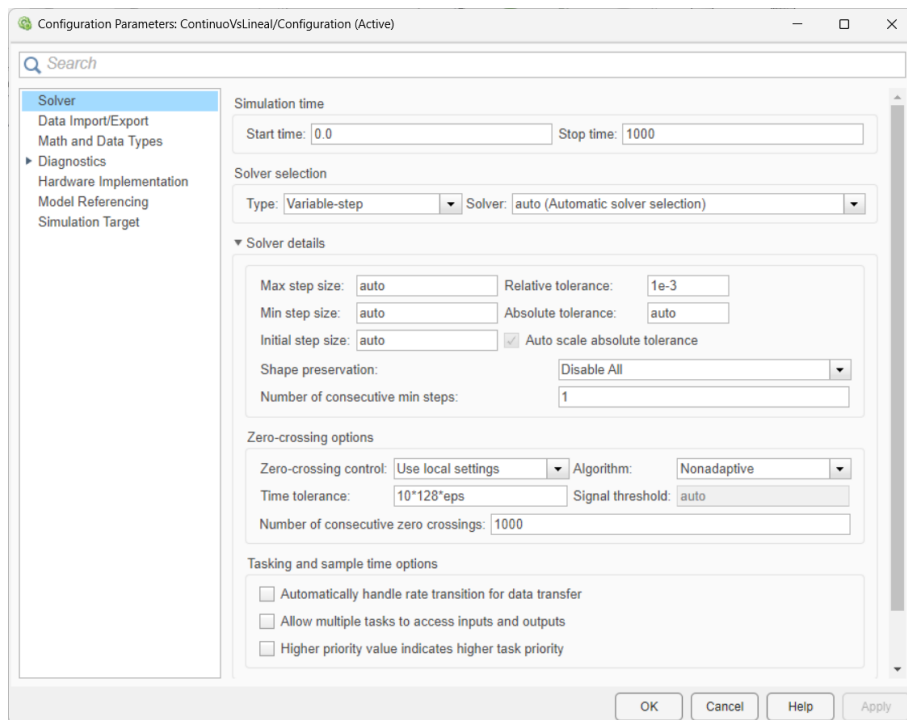 Configuration Parameters: ContinuoVsLineal/Configuration (Active)
Search
Solver
Data Import/Export
Math and Data Types
Diagnostics
Hardware Implementation
Model Referencing
Simulation Target
Simulation time
Start time: 0.0 Stop time: 1000
Solver selection
Type: Variable-step Solver: auto (Automatic solver selection)
Solver details
Max step size: auto Relative tolerance: 1e-3
Min step size: auto Absolute tolerance: auto
Initial step size: auto Auto scale absolute tolerance
Shape preservation: Disable All
Number of consecutive min steps: 1
Zero-crossing options
Zero-crossing control: Use local settings Algorithm: Nonadaptive
Time tolerance: 10*128*eps Signal threshold: auto
Number of consecutive zero crossings: 1000
Tasking and sample time options
Automatically handle rate transition for data transfer
Allow multiple tasks to access inputs and outputs
Higher priority value indicates higher task priority
OK Cancel Help Apply